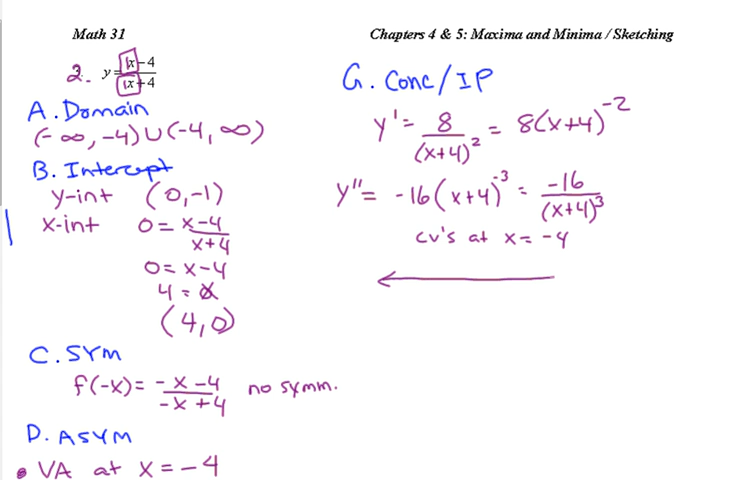 Math 31
Chapters 4 & 5: Maxima and Minima / Sketching
2. y = 1x-4 / 1x+4
A. Domain
(-∞, -4) ∪ (-4, ∞)
B. Intercept
y-int (0, -1)
x-int 0 = x-4 / x+4
0 = x-4
4 = x
(4, 0)
C. SYM
f(-x) = -x-4 / -x+4 no symm.
D. ASYM
• VA at x = -4
G. Conc/IP
y' = 8 / (x+4)² = 8(x+4)⁻²
y'' = -16(x+4)⁻³ = -16 / (x+4)³
cv's at x = -4